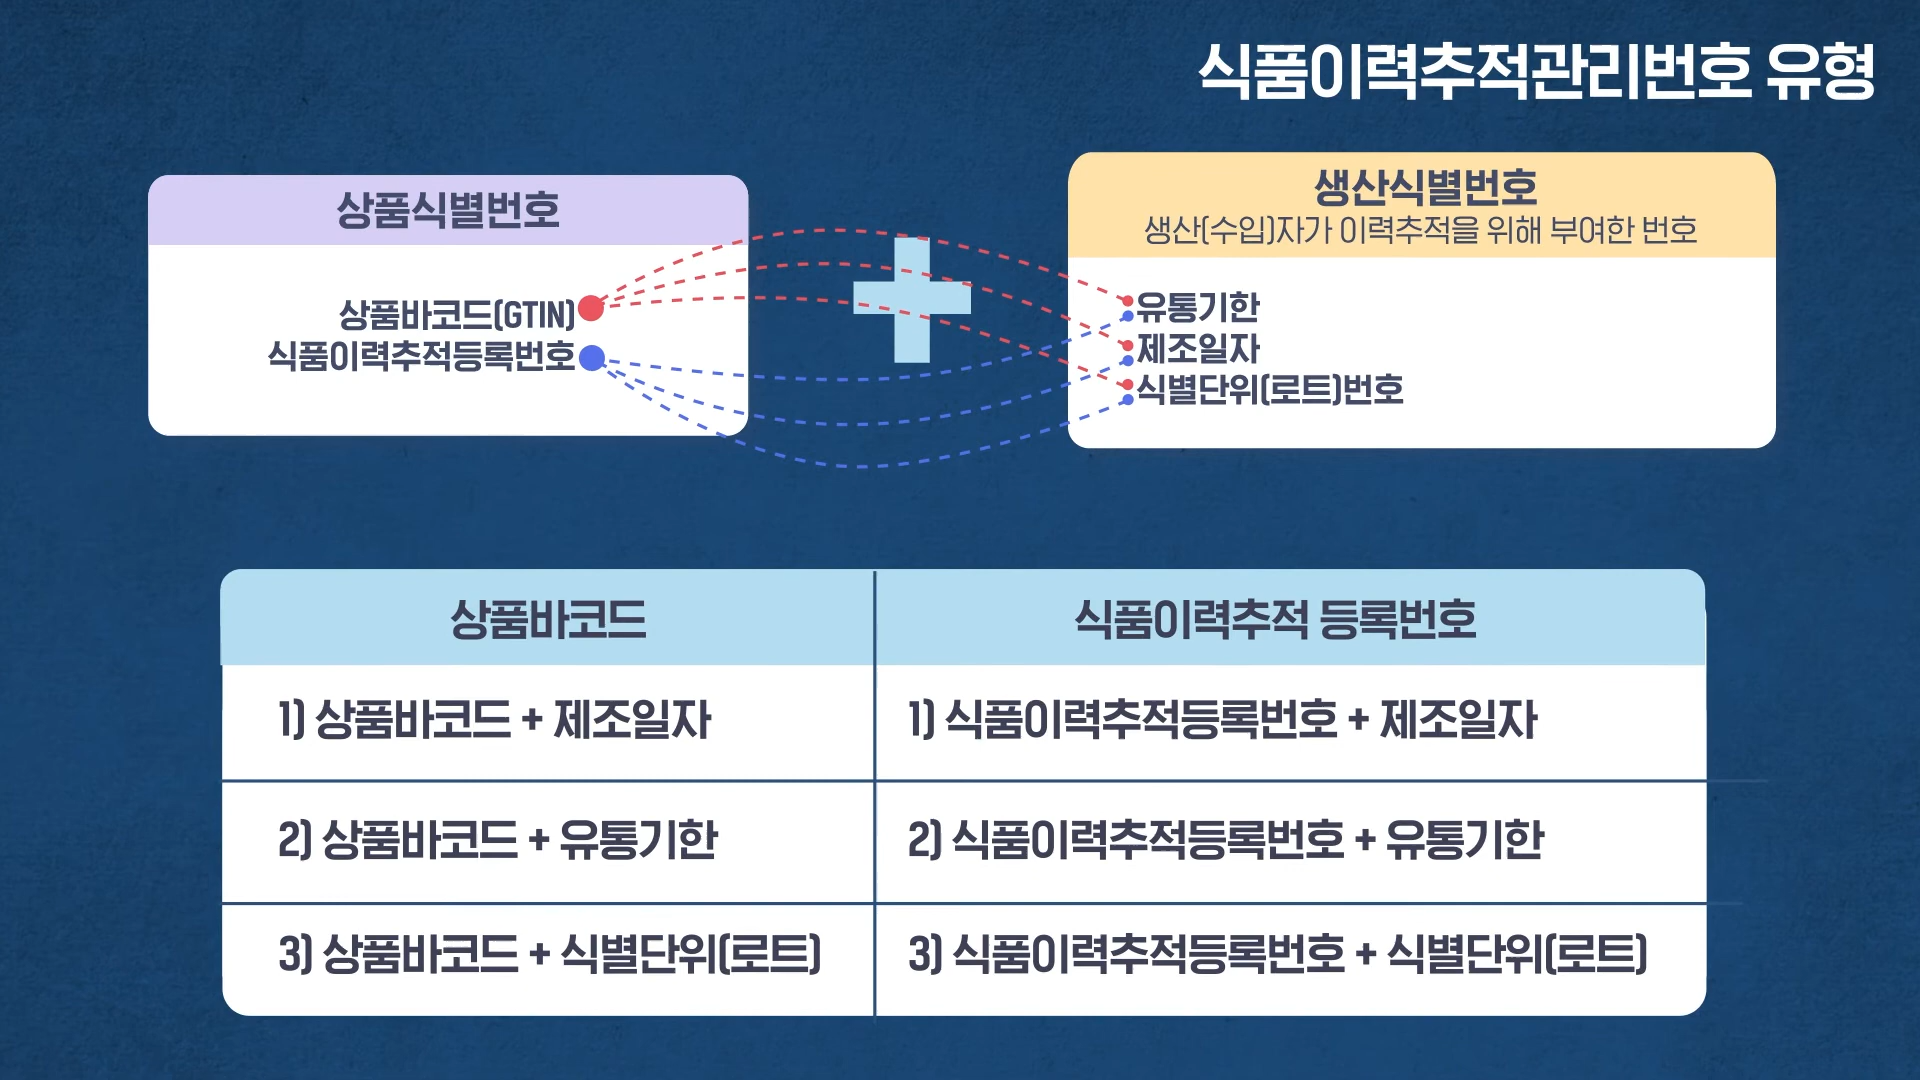 식품이력추적관리번호 유형
상품식별번호
상품바코드(GTIN)
식품이력추적등록번호
생산식별번호
생산(수입)자가 이력추적을 위해 부여한 번호
유통기한
제조일자
식별단위(로트)번호
상품바코드
식품이력추적 등록번호
1) 상품바코드 + 제조일자
1) 식품이력추적등록번호 + 제조일자
2) 상품바코드 + 유통기한
2) 식품이력추적등록번호 + 유통기한
3) 상품바코드 + 식별단위(로트)
3) 식품이력추적등록번호 + 식별단위(로트)